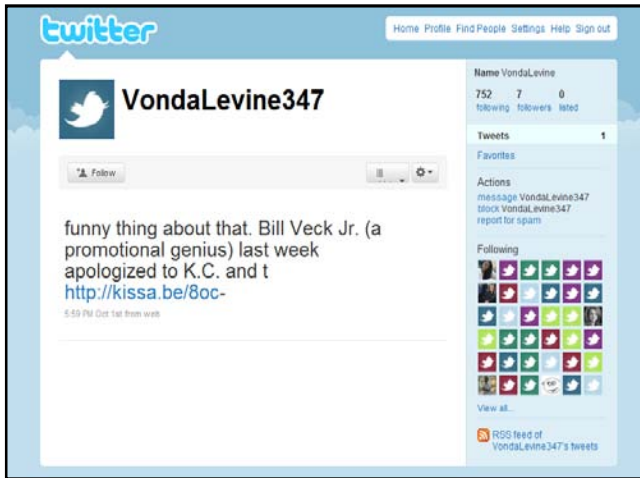 twitter
Home Profile Find People Settings Help Sign out
VondaLevine347
Follow
funny thing about that. Bill Veck Jr. (a
promotional genius) last week
apologized to K.C. and t
http://kissa.be/8oc-
5:59 PM Oct 1st from web
Name VondaLevine
752 7 0
following followers listed
Tweets 1
Favorites
Actions
message VondaLevine347
block VondaLevine347
report for spam
Following
View all...
RSS feed of
VondaLevine347's tweets